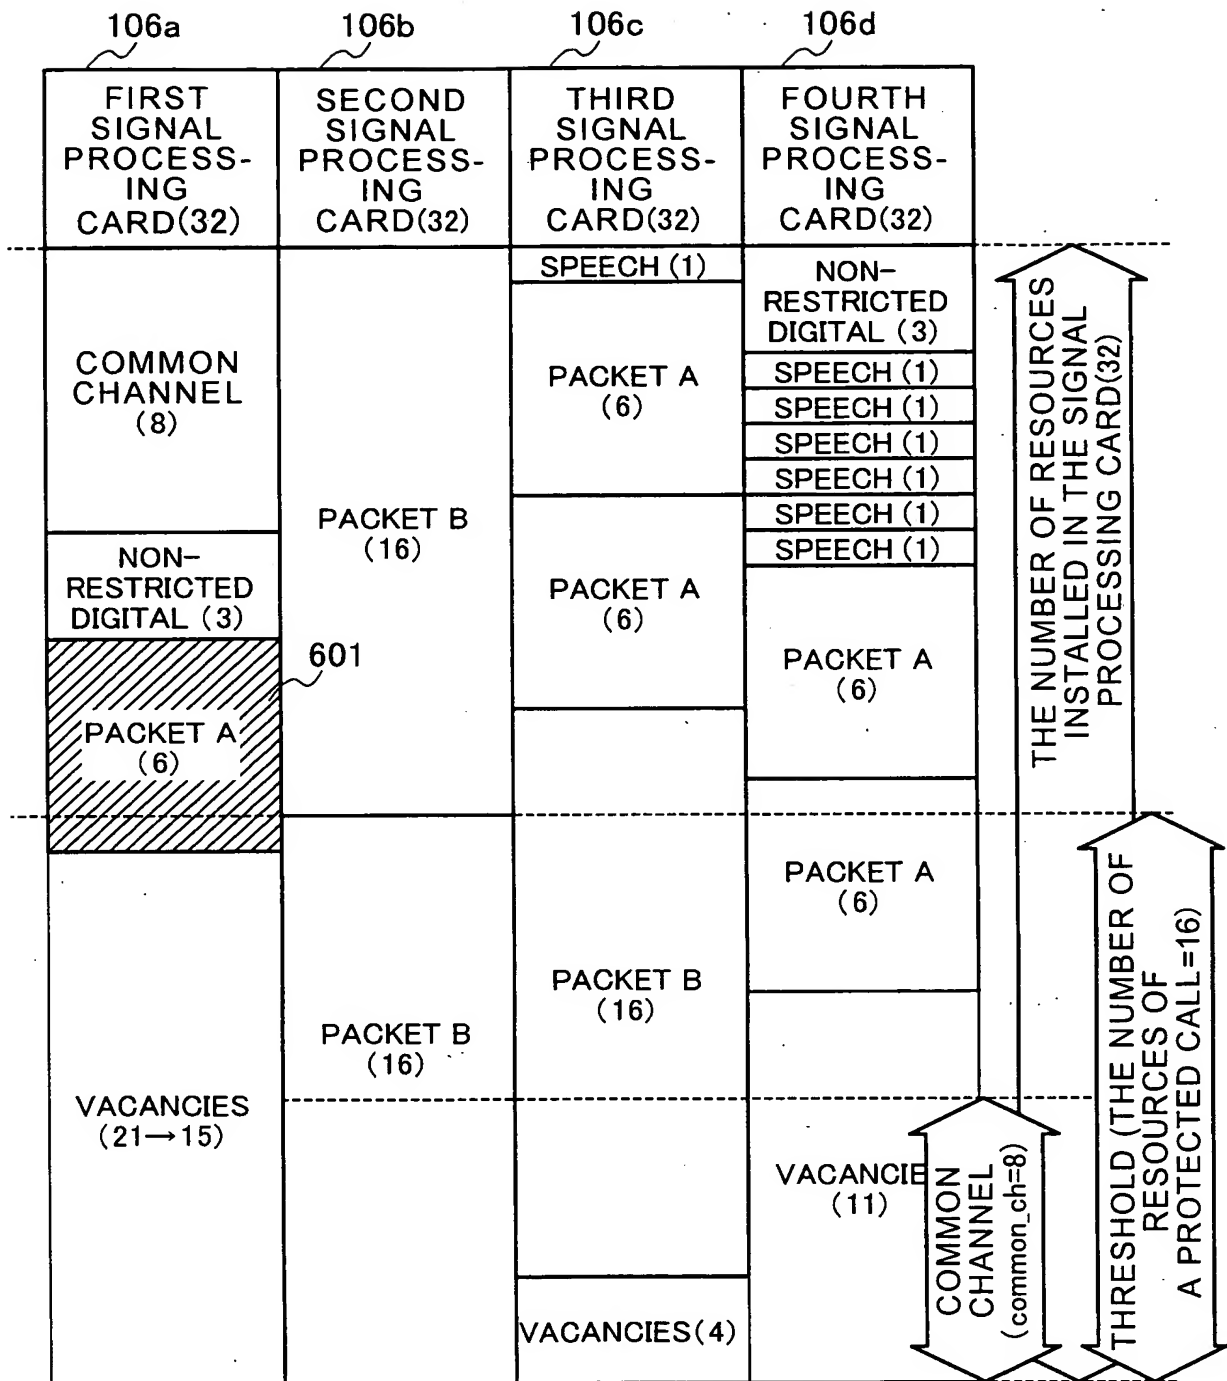 106a
106b
106c
106d
FIRST
SIGNAL
PROCESS-
ING
CARD(32)
SECOND
SIGNAL
PROCESS-
ING
CARD(32)
THIRD
SIGNAL
PROCESS-
ING
CARD(32)
FOURTH
SIGNAL
PROCESS-
ING
CARD(32)
COMMON
CHANNEL
(8)
NON-
RESTRICTED
DIGITAL (3)
PACKET A
(6)
601
VACANCIES
(21→15)
PACKET B
(16)
PACKET B
(16)
SPEECH (1)
PACKET A
(6)
PACKET A
(6)
PACKET B
(16)
VACANCIES(4)
NON-
RESTRICTED
DIGITAL (3)
SPEECH (1)
SPEECH (1)
SPEECH (1)
SPEECH (1)
SPEECH (1)
SPEECH (1)
PACKET A
(6)
PACKET A
(6)
VACANCIE
(11)
COMMON
CHANNEL
(common_ch=8)
THE NUMBER OF RESOURCES
INSTALLED IN THE SIGNAL
PROCESSING CARD(32)
THRESHOLD (THE NUMBER OF
RESOURCES OF
A PROTECTED CALL=16)